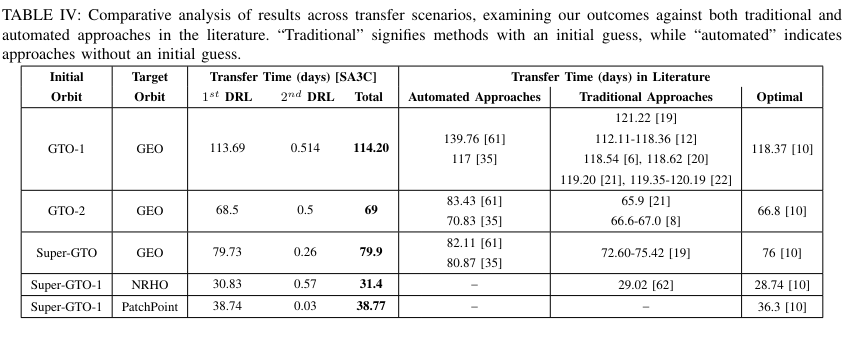 TABLE IV: Comparative analysis of results across transfer scenarios, examining our outcomes against both traditional and
automated approaches in the literature. “Traditional” signifies methods with an initial guess, while “automated” indicates
approaches without an initial guess.
Initial Target Transfer Time (days) [SA3C] Transfer Time (days) in Literature
Orbit Orbit 1st DRL 2nd DRL Total Automated Approaches Traditional Approaches Optimal
121.22 [19]
139.76 [61] 112.11-118.36 [12]
GTO-1 GEO 113.69 0.514 114.20 118.37 [10]
117 [35] 118.54 [6], 118.62 [20]
119.20 [21], 119.35-120.19 [22]
83.43 [61] 65.9 [21]
GTO-2 GEO 68.5 0.5 69 66.8 [10]
70.83 [35] 66.6-67.0 [8]
82.11 [61]
Super-GTO GEO 79.73 0.26 79.9 72.60-75.42 [19] 76 [10]
80.87 [35]
Super-GTO-1 NRHO 30.83 0.57 31.4 – 29.02 [62] 28.74 [10]
Super-GTO-1 PatchPoint 38.74 0.03 38.77 – – 36.3 [10]